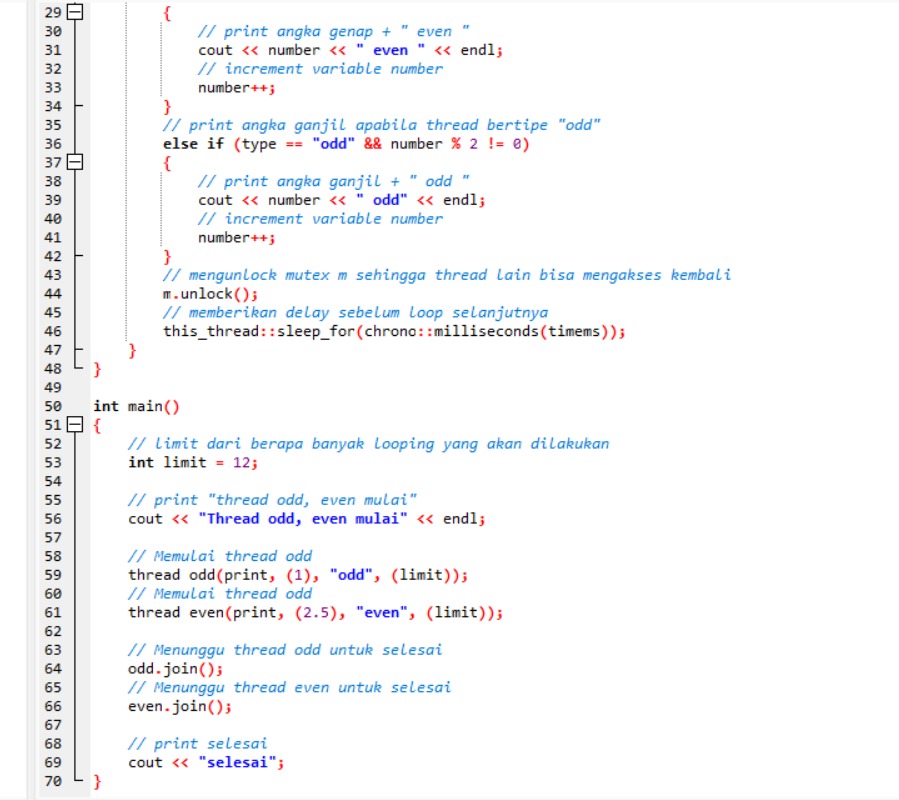 29 {
30 // print angka genap + " even "
31 cout << number << " even " << endl;
32 // increment variable number
33 number++;
34 }
35 // print angka ganjil apabila thread bertipe "odd"
36 else if (type == "odd" && number % 2 != 0)
37 {
38 // print angka ganjil + " odd "
39 cout << number << " odd" << endl;
40 // increment variable number
41 number++;
42 }
43 // mengunlock mutex m sehingga thread lain bisa mengakses kembali
44 m.unlock();
45 // memberikan delay sebelum loop selanjutnya
46 this_thread::sleep_for(chrono::milliseconds(timems));
47 }
48 }
49
50 int main()
51 {
52 // limit dari berapa banyak looping yang akan dilakukan
53 int limit = 12;
54
55 // print "thread odd, even mulai"
56 cout << "Thread odd, even mulai" << endl;
57
58 // Memulai thread odd
59 thread odd(print, (1), "odd", (limit));
60 // Memulai thread odd
61 thread even(print, (2.5), "even", (limit));
62
63 // Menunggu thread odd untuk selesai
64 odd.join();
65 // Menunggu thread even untuk selesai
66 even.join();
67
68 // print selesai
69 cout << "selesai";
70 }